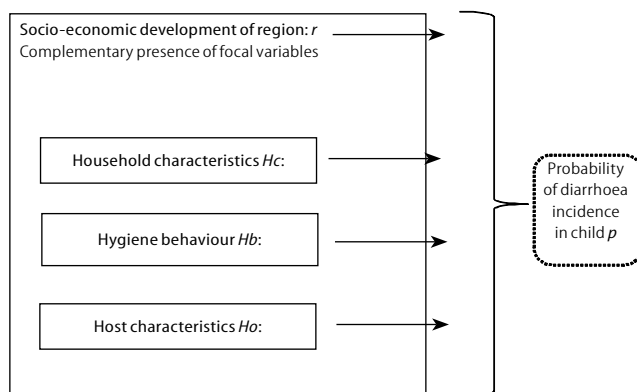 Socio-economic development of region: r
Complementary presence of focal variables
Household characteristics Hc:
Hygiene behaviour Hb:
Host characteristics Ho:
Probability
of diarrhoea
incidence
in child p